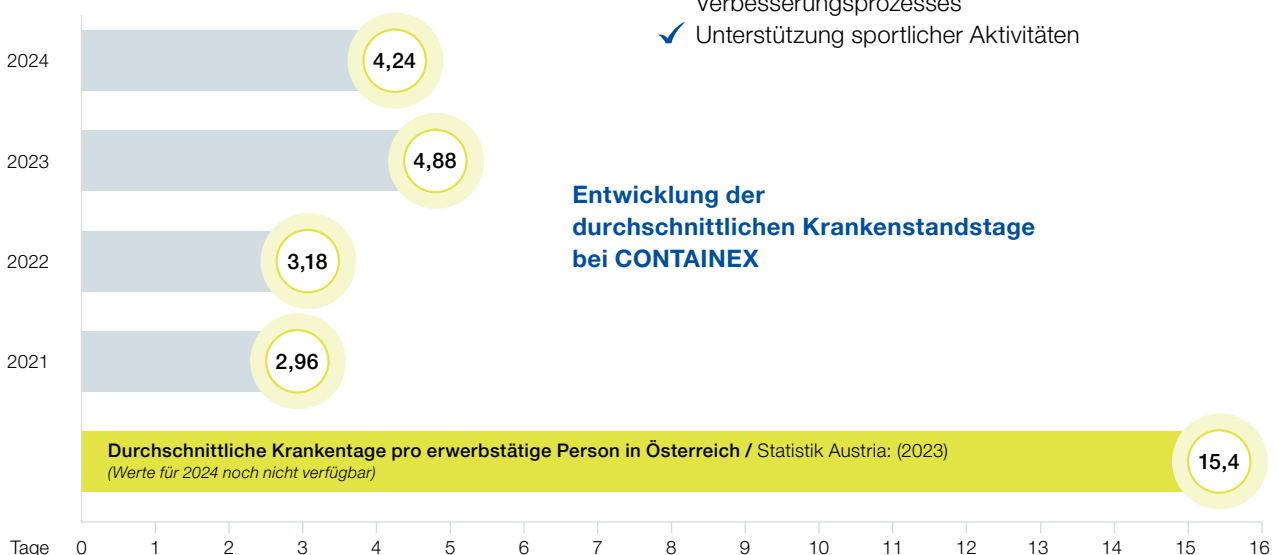 Verbesserungsprozesses
✓ Unterstützung sportlicher Aktivitäten
2024
4,24
2023
4,88
Entwicklung der
durchschnittlichen Krankenstandstage
bei CONTAINEX
2022
3,18
2021
2,96
Durchschnittliche Krankentage pro erwerbstätige Person in Österreich / Statistik Austria: (2023)
(Werte für 2024 noch nicht verfügbar)
15,4
Tage 0 1 2 3 4 5 6 7 8 9 10 11 12 13 14 15 16